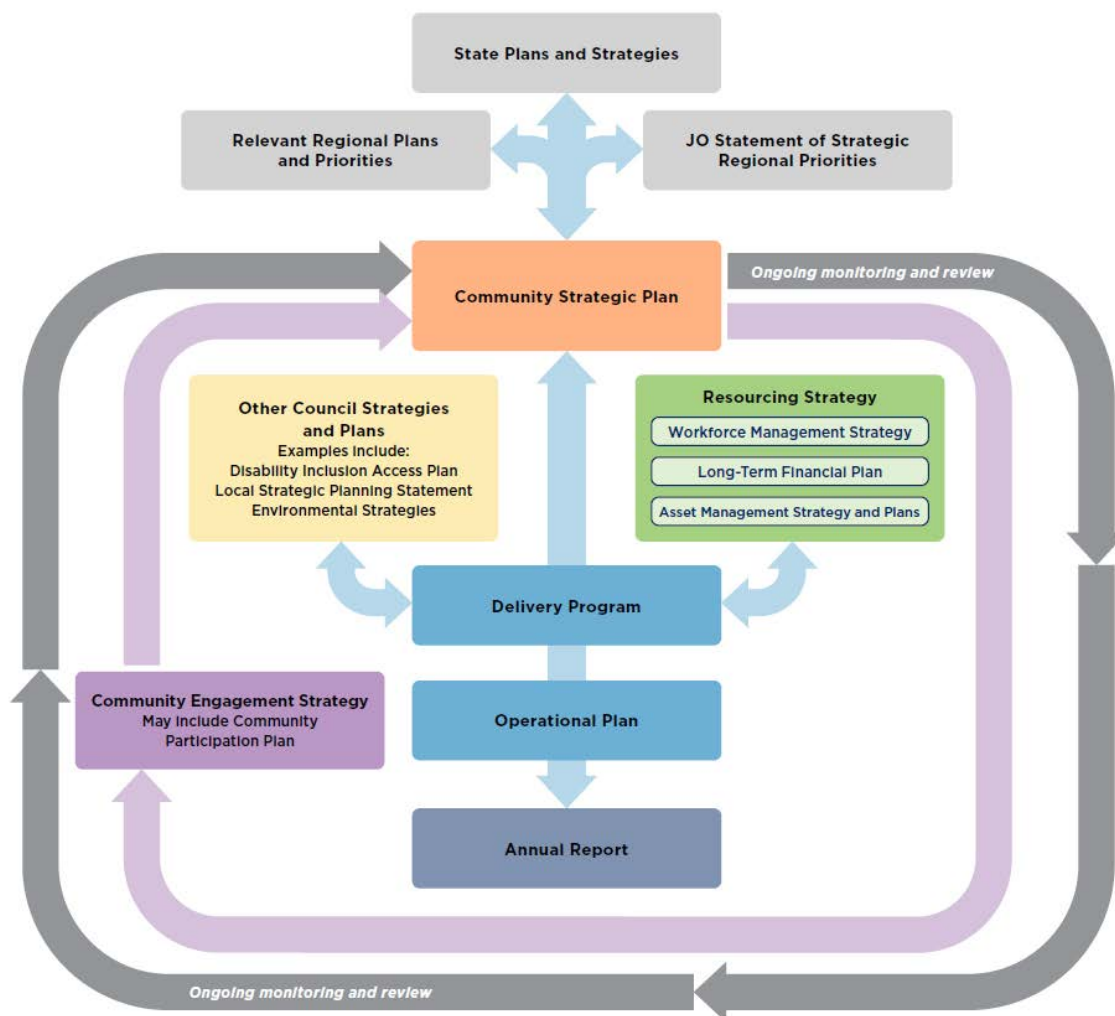 State Plans and Strategies
Relevant Regional Plans
and Priorities
JO Statement of Strategic
Regional Priorities
Ongoing monitoring and review
Community Strategic Plan
Other Council Strategies
and Plans
Examples include:
Disability Inclusion Access Plan
Local Strategic Planning Statement
Environmental Strategies
Resourcing Strategy
Workforce Management Strategy
Long-Term Financial Plan
Asset Management Strategy and Plans
Delivery Program
Community Engagement Strategy
May include Community
Participation Plan
Operational Plan
Annual Report
Ongoing monitoring and review